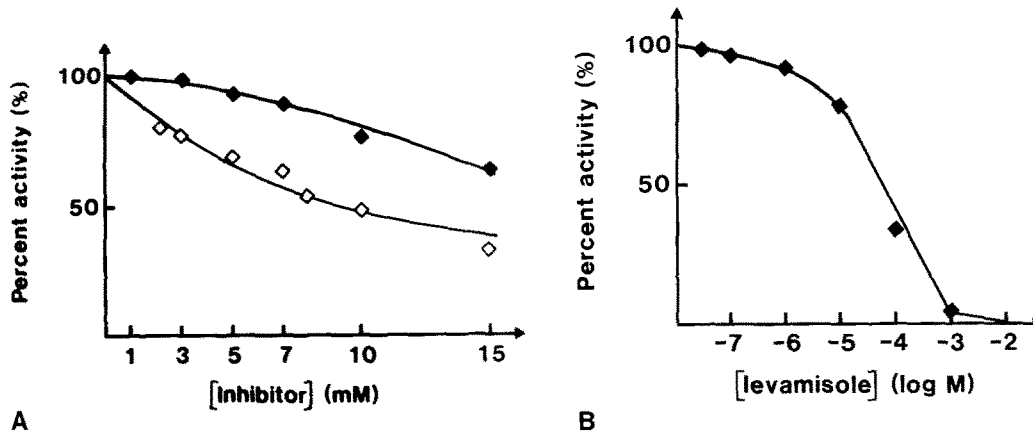 Percent activity (%)
100
50
1 3 5 7 10 15
[Inhibitor] (mM)
A
Percent activity (%)
100
50
-7 -6 -5 -4 -3 -2
[levamisole] (log M)
B